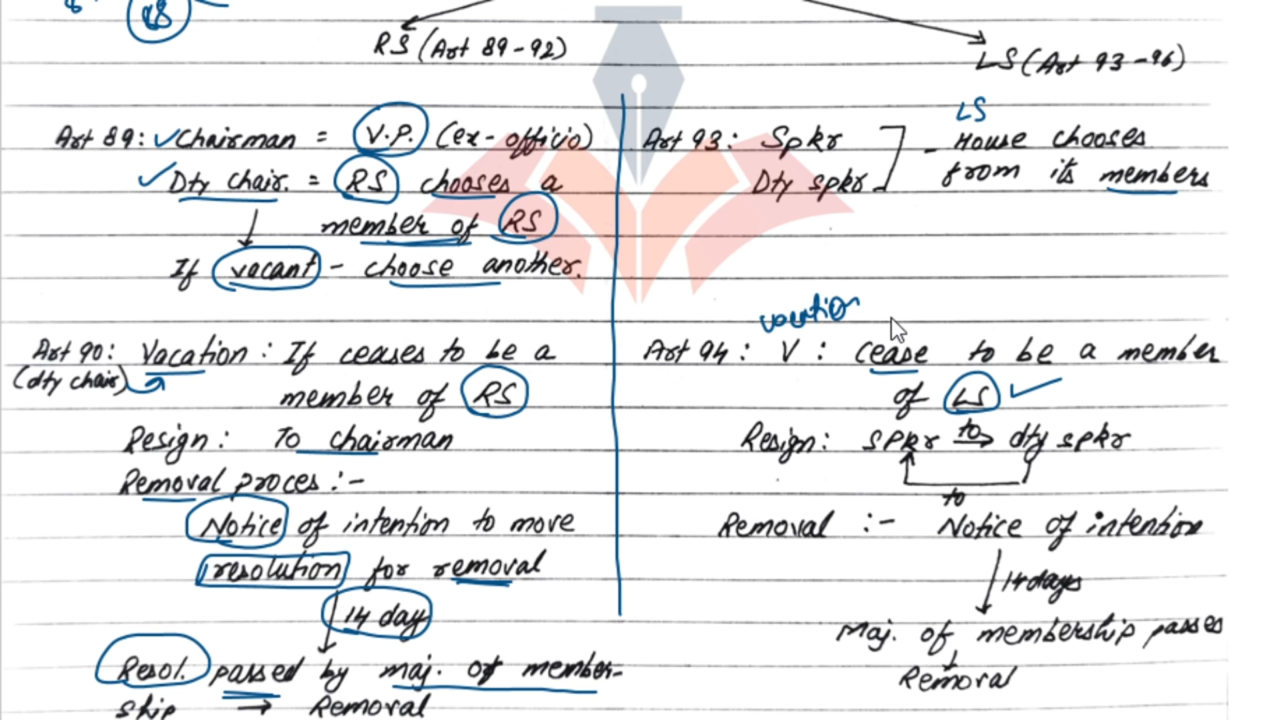 RS
RS (Art 89-92)
LS (Art 93-96)
Art 89: ✓Chairman = V.P. (ex-officio)
✓Dty chair. = RS chooses a
member of RS
If vacant - choose another.
Art 90: Vacation: If ceases to be a
(dty chair) member of RS
Resign: To chairman
Removal proces :-
Notice of intention to move
resolution for removal
14 day
Resol. passed by maj. of member-
ship → Removal
LS
Art 93: Spkr - House chooses
Dty spkr from its members
vacation
Art 94: V: cease to be a member
of LS ✓
Resign: SPkr to→ dty spkr
to
Removal :- Notice of intention
14 days
Maj. of membership passes
Removal